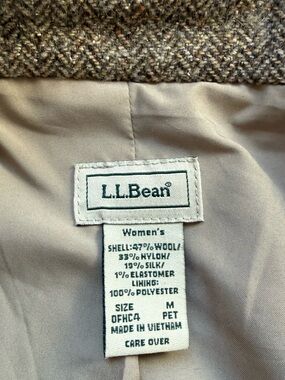 L.L.Bean®
Women's
SHELL:47% WOOL/
33% NYLON/
19% SILK/
1% ELASTOMER
LINING:
100% POLYESTER
SIZE M
0FHC4 PET
MADE IN VIETNAM
CARE OVER